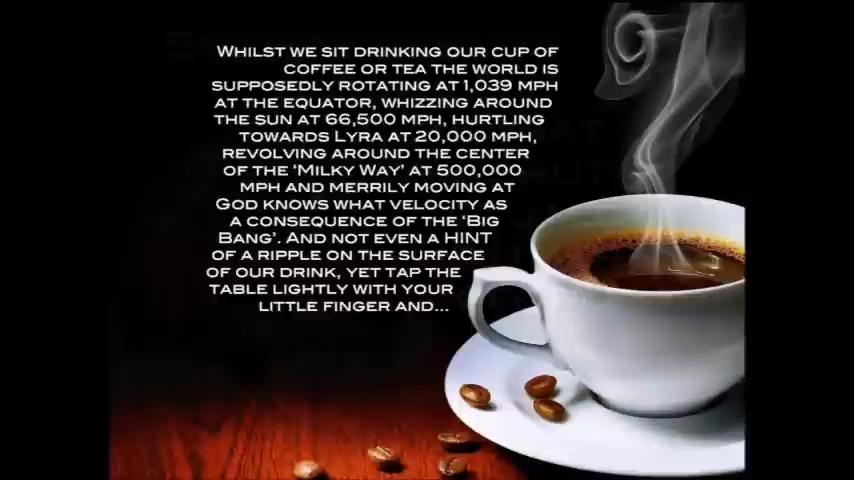 WHILST WE SIT DRINKING OUR CUP OF
COFFEE OR TEA THE WORLD IS
SUPPOSEDLY ROTATING AT 1,039 MPH
AT THE EQUATOR, WHIZZING AROUND
THE SUN AT 66,500 MPH, HURTLING
TOWARDS LYRA AT 20,000 MPH,
REVOLVING AROUND THE CENTER
OF THE 'MILKY WAY' AT 500,000
MPH AND MERRILY MOVING AT
GOD KNOWS WHAT VELOCITY AS
A CONSEQUENCE OF THE 'BIG
BANG'. AND NOT EVEN A HINT
OF A RIPPLE ON THE SURFACE
OF OUR DRINK, YET TAP THE
TABLE LIGHTLY WITH YOUR
LITTLE FINGER AND...